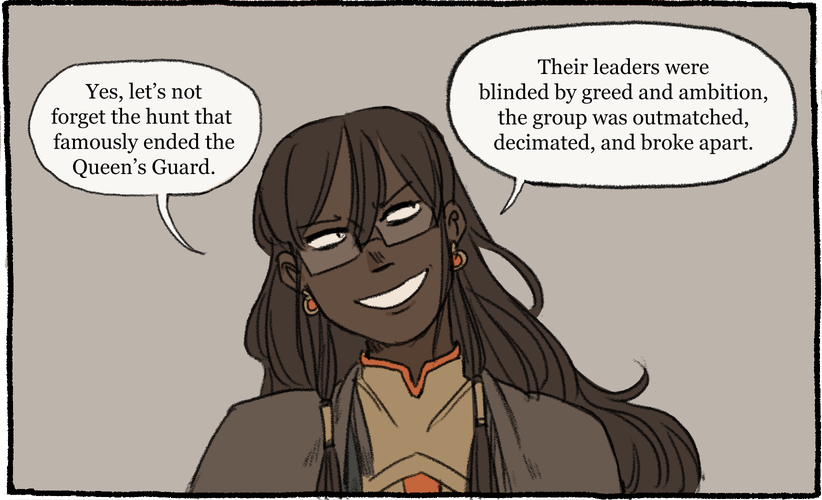 Yes, let’s not
forget the hunt that
famously ended the
Queen’s Guard.
Their leaders were
blinded by greed and ambition,
the group was outmatched,
decimated, and broke apart.